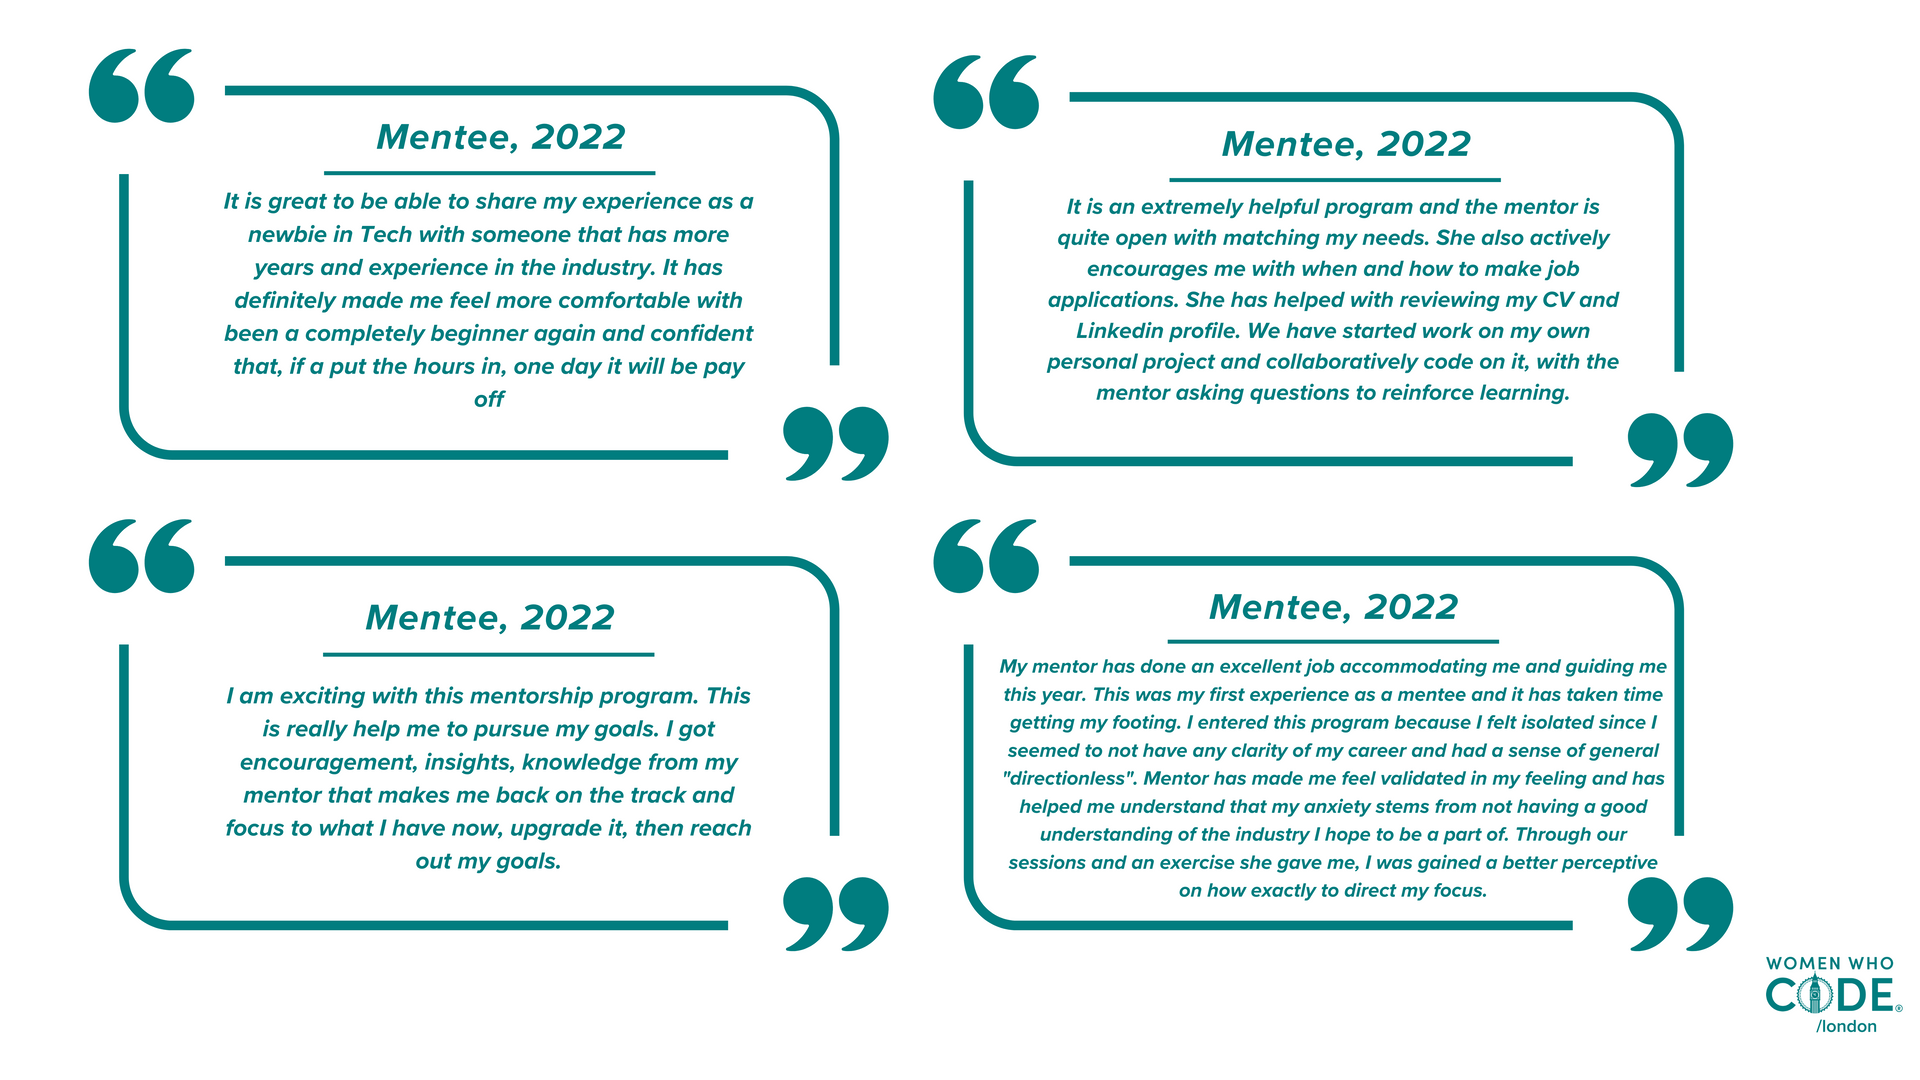 Mentee, 2022
It is great to be able to share my experience as a
newbie in Tech with someone that has more
years and experience in the industry. It has
definitely made me feel more comfortable with
been a completely beginner again and confident
that, if a put the hours in, one day it will be pay
off
Mentee, 2022
It is an extremely helpful program and the mentor is
quite open with matching my needs. She also actively
encourages me with when and how to make job
applications. She has helped with reviewing my CV and
Linkedin profile. We have started work on my own
personal project and collaboratively code on it, with the
mentor asking questions to reinforce learning.
Mentee, 2022
I am exciting with this mentorship program. This
is really help me to pursue my goals. I got
encouragement, insights, knowledge from my
mentor that makes me back on the track and
focus to what I have now, upgrade it, then reach
out my goals.
Mentee, 2022
My mentor has done an excellent job accommodating me and guiding me
this year. This was my first experience as a mentee and it has taken time
getting my footing. I entered this program because I felt isolated since I
seemed to not have any clarity of my career and had a sense of general
"directionless". Mentor has made me feel validated in my feeling and has
helped me understand that my anxiety stems from not having a good
understanding of the industry I hope to be a part of. Through our
sessions and an exercise she gave me, I was gained a better perceptive
on how exactly to direct my focus.
WOMEN WHO
CODE®
/london